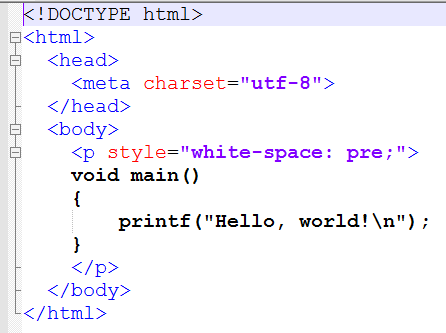 <!DOCTYPE html>
<html>
  <head>
    <meta charset="utf-8">
  </head>
  <body>
    <p style="white-space: pre;">
    void main()
    {
        printf("Hello, world!\n");
    }
    </p>
  </body>
</html>